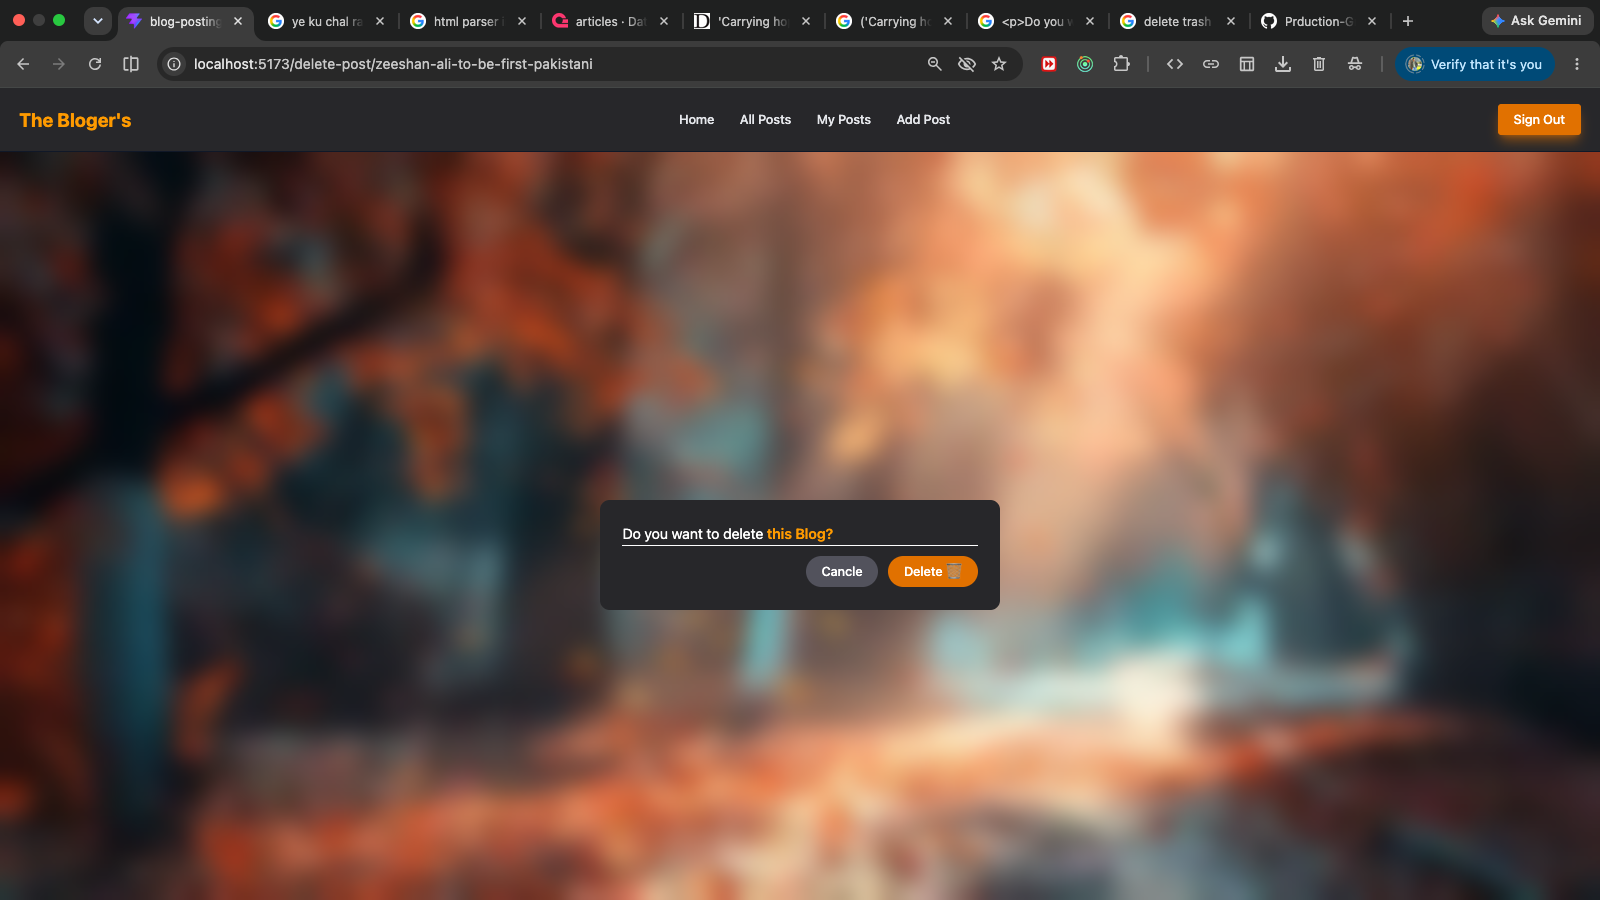 blog-posting
ye ku chal ra
html parser i
articles · Dat
'Carrying ho
('Carrying ho
<p>Do you w
delete trash
Prduction-G
Ask Gemini
localhost:5173/delete-post/zeeshan-ali-to-be-first-pakistani
Verify that it's you
The Bloger's
Home
All Posts
My Posts
Add Post
Sign Out
Do you want to delete this Blog?
Cancle
Delete